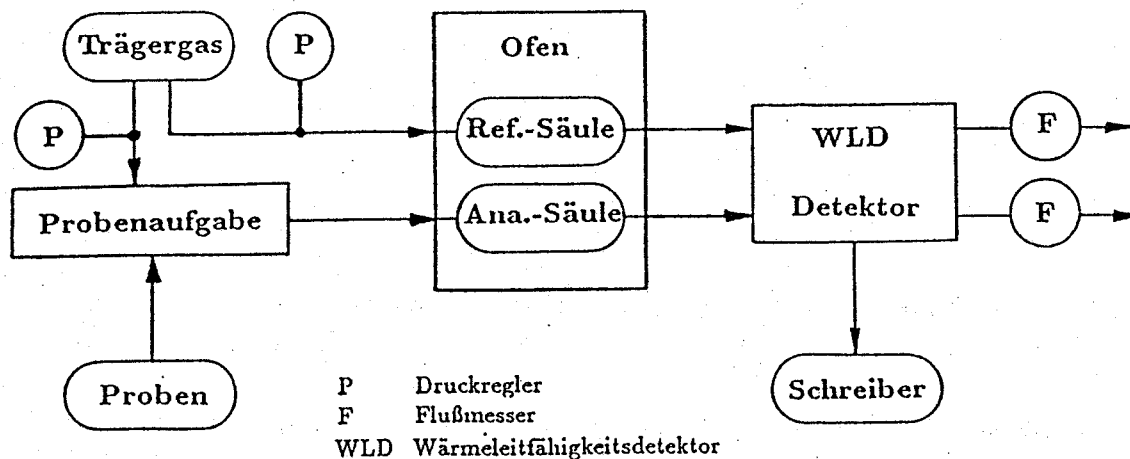 Trägergas
P
Ofen
P
Ref.-Säule
WLD
F
Probenaufgabe
Ana.-Säule
Detektor
F
Proben
Schreiber
P Druckregler
F Flußmesser
WLD Wärmeleitfähigkeitsdetektor